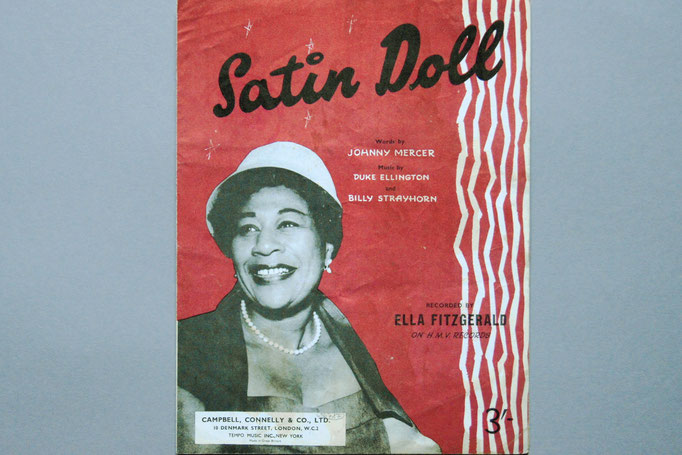 Satin Doll
Words by
JOHNNY MERCER
Music by
DUKE ELLINGTON
and
BILLY STRAYHORN
RECORDED BY
ELLA FITZGERALD
ON H.M.V. RECORDS
3/-
CAMPBELL, CONNELLY & CO., LTD.
10 DENMARK STREET, LONDON, W.C.2
TEMPO MUSIC INC., NEW YORK